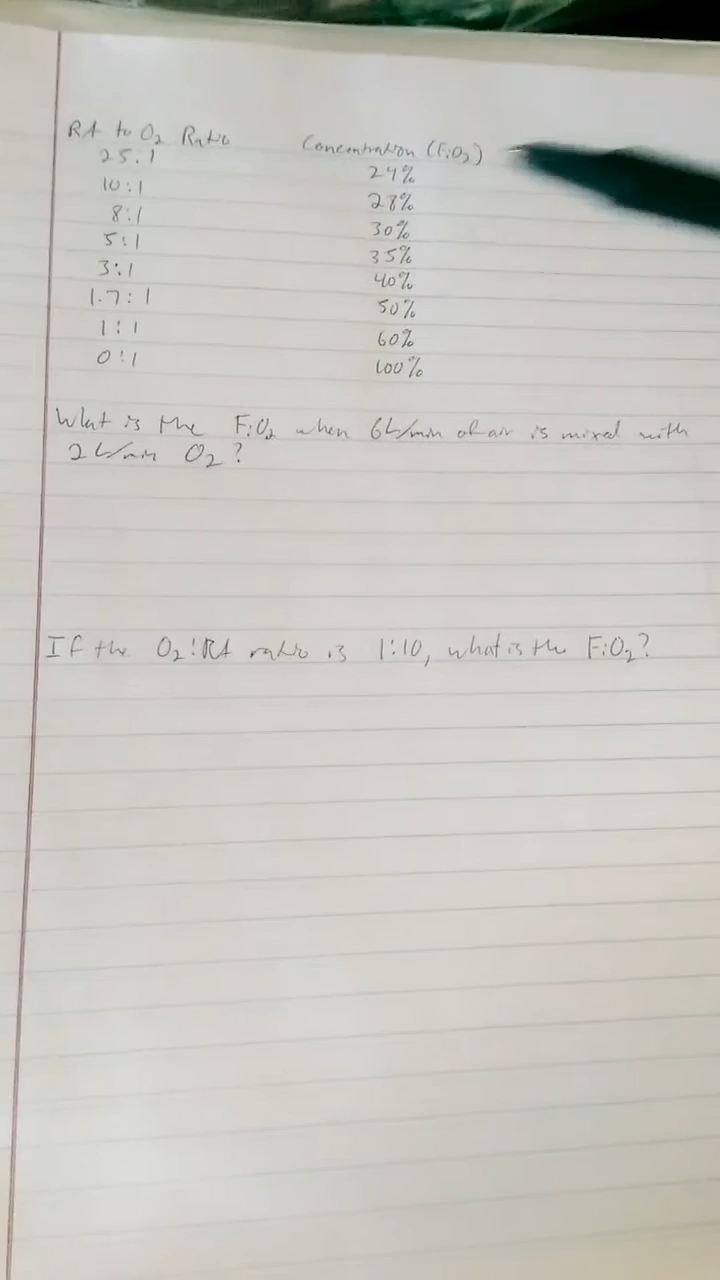 RA to O2 Ratio Concentration (FiO2)
25:1 24%
10:1 28%
8:1 30%
5:1 35%
3:1 40%
1.7:1 50%
1:1 60%
0:1 100%
What is the FiO2 when 6L/min of air is mixed with
2L/min O2?
If the O2:RA ratio is 1:10, what is the FiO2?